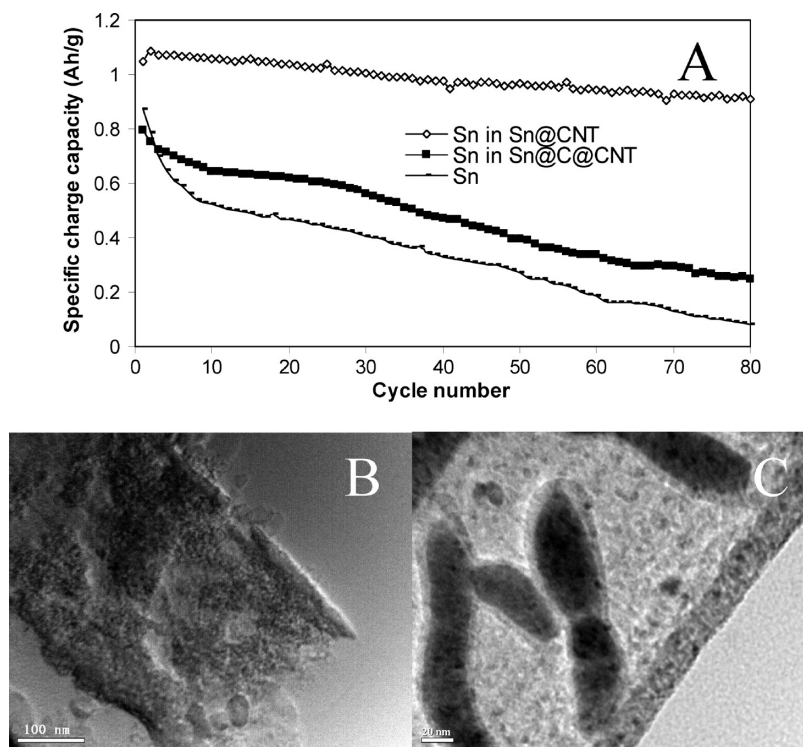 1.2
1
0.8
0.6
0.4
0.2
0
Specific charge capacity (Ah/g)
A
Sn in Sn@CNT
Sn in Sn@C@CNT
Sn
0 10 20 30 40 50 60 70 80
Cycle number
B
100 nm
C
20 nm